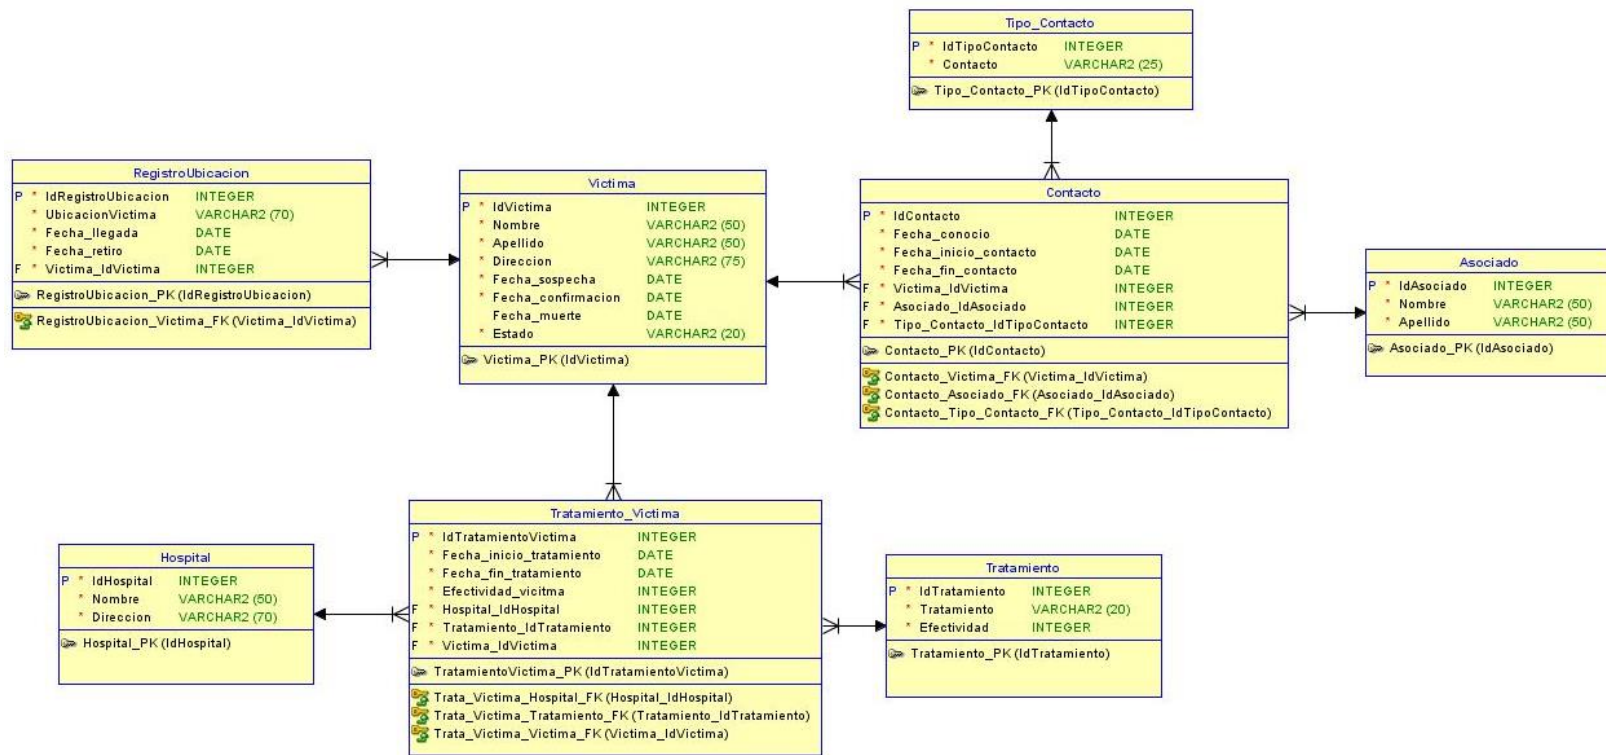 Tipo_Contacto
P * IdTipoContacto INTEGER
* Contacto VARCHAR2 (25)
Tipo_Contacto_PK (IdTipoContacto)
RegistroUbicacion
P * IdRegistroUbicacion INTEGER
* UbicacionVictima VARCHAR2 (70)
* Fecha_llegada DATE
* Fecha_retiro DATE
F * Victima_IdVictima INTEGER
RegistroUbicacion_PK (IdRegistroUbicacion)
RegistroUbicacion_Victima_FK (Victima_IdVictima)
Victima
P * IdVictima INTEGER
* Nombre VARCHAR2 (50)
* Apellido VARCHAR2 (50)
* Direccion VARCHAR2 (75)
* Fecha_sospecha DATE
* Fecha_confirmacion DATE
Fecha_muerte DATE
* Estado VARCHAR2 (20)
Victima_PK (IdVictima)
Contacto
P * IdContacto INTEGER
* Fecha_conocio DATE
* Fecha_inicio_contacto DATE
* Fecha_fin_contacto DATE
F * Victima_IdVictima INTEGER
F * Asociado_IdAsociado INTEGER
F * Tipo_Contacto_IdTipoContacto INTEGER
Contacto_PK (IdContacto)
Contacto_Victima_FK (Victima_IdVictima)
Contacto_Asociado_FK (Asociado_IdAsociado)
Contacto_Tipo_Contacto_FK (Tipo_Contacto_IdTipoContacto)
Asociado
P * IdAsociado INTEGER
* Nombre VARCHAR2 (50)
* Apellido VARCHAR2 (50)
Asociado_PK (IdAsociado)
Hospital
P * IdHospital INTEGER
* Nombre VARCHAR2 (50)
* Direccion VARCHAR2 (70)
Hospital_PK (IdHospital)
Tratamiento_Victima
P * IdTratamientoVictima INTEGER
* Fecha_inicio_tratamiento DATE
* Fecha_fin_tratamiento DATE
* Efectividad_vicitma INTEGER
F * Hospital_IdHospital INTEGER
F * Tratamiento_IdTratamiento INTEGER
F * Victima_IdVictima INTEGER
TratamientoVictima_PK (IdTratamientoVictima)
Trata_Victima_Hospital_FK (Hospital_IdHospital)
Trata_Victima_Tratamiento_FK (Tratamiento_IdTratamiento)
Trata_Victima_Victima_FK (Victima_IdVictima)
Tratamiento
P * IdTratamiento INTEGER
* Tratamiento VARCHAR2 (20)
* Efectividad INTEGER
Tratamiento_PK (IdTratamiento)